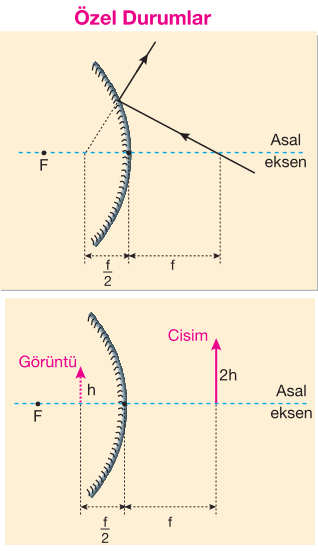 Özel Durumlar
Asal
eksen
F
f
2
f
Cisim
Görüntü
h
2h
Asal
eksen
F
f
2
f